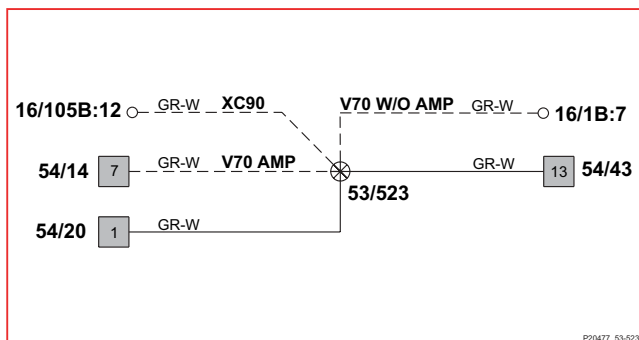 16/105B:12 GR-W XC90 V70 W/O AMP GR-W 16/1B:7
54/14 7 GR-W V70 AMP GR-W 13 54/43
53/523
54/20 1 GR-W
P20477_53-523